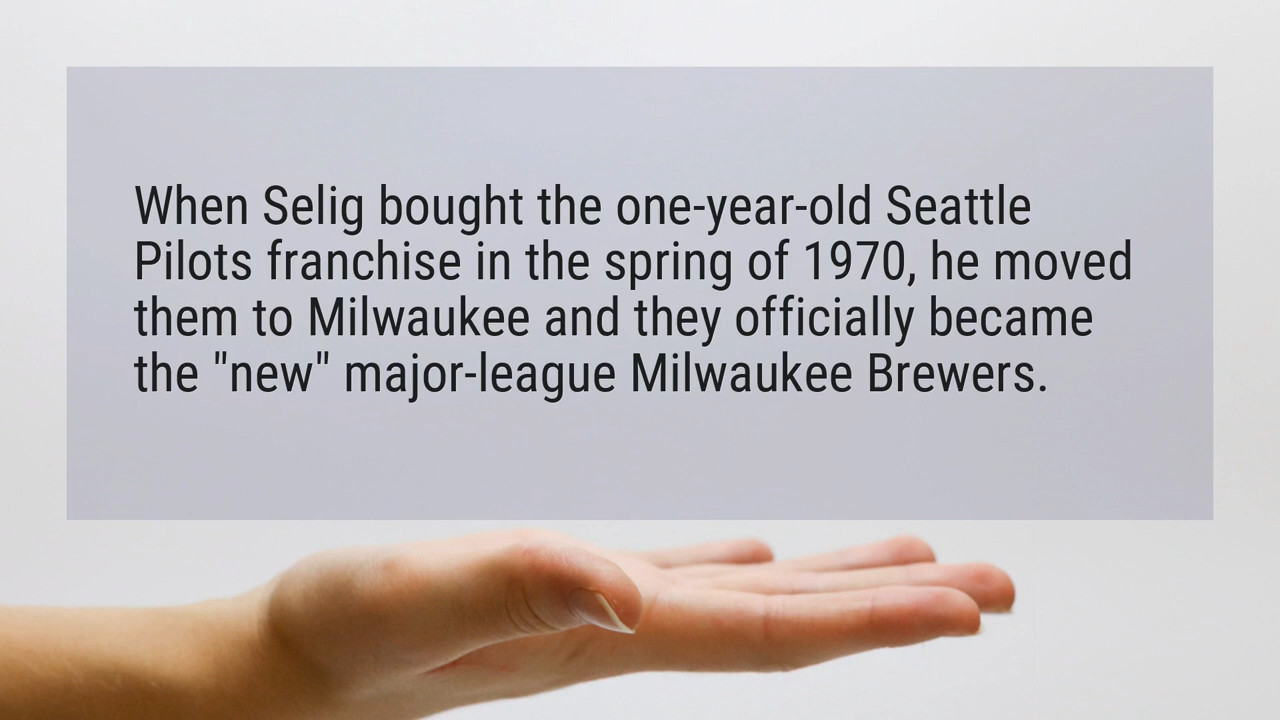 When Selig bought the one-year-old Seattle
Pilots franchise in the spring of 1970, he moved
them to Milwaukee and they officially became
the "new" major-league Milwaukee Brewers.